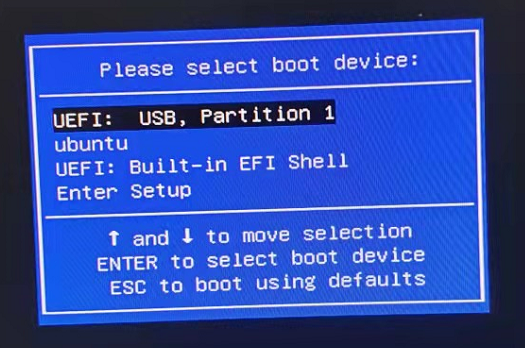 Please select boot device:
UEFI: USB, Partition 1
ubuntu
UEFI: Built-in EFI Shell
Enter Setup
↑ and ↓ to move selection
ENTER to select boot device
ESC to boot using defaults